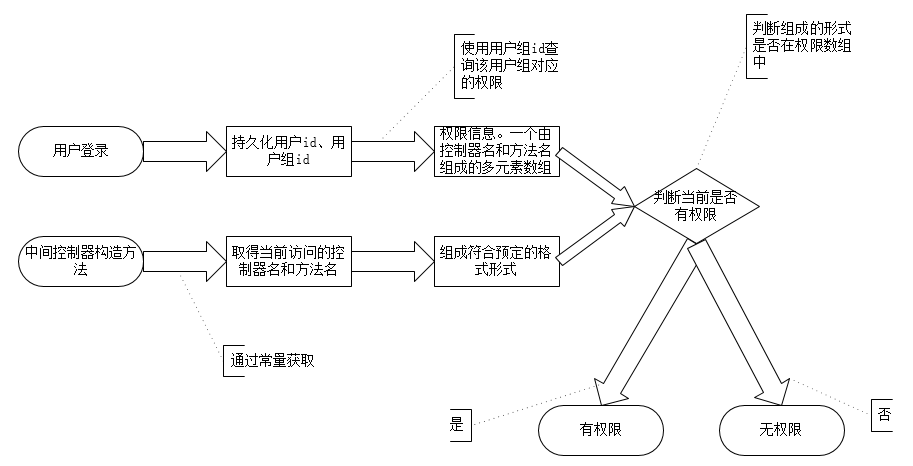 判断组成的形式
是否在权限数组
中
使用用户组id查
询该用户组对应
的权限
用户登录
持久化用户id、用
户组id
权限信息。一个由
控制器名和方法名
组成的多元素数组
判断当前是否
有权限
中间控制器构造方
法
取得当前访问的控
制器名和方法名
组成符合预定的格
式形式
通过常量获取
是
有权限
无权限
否